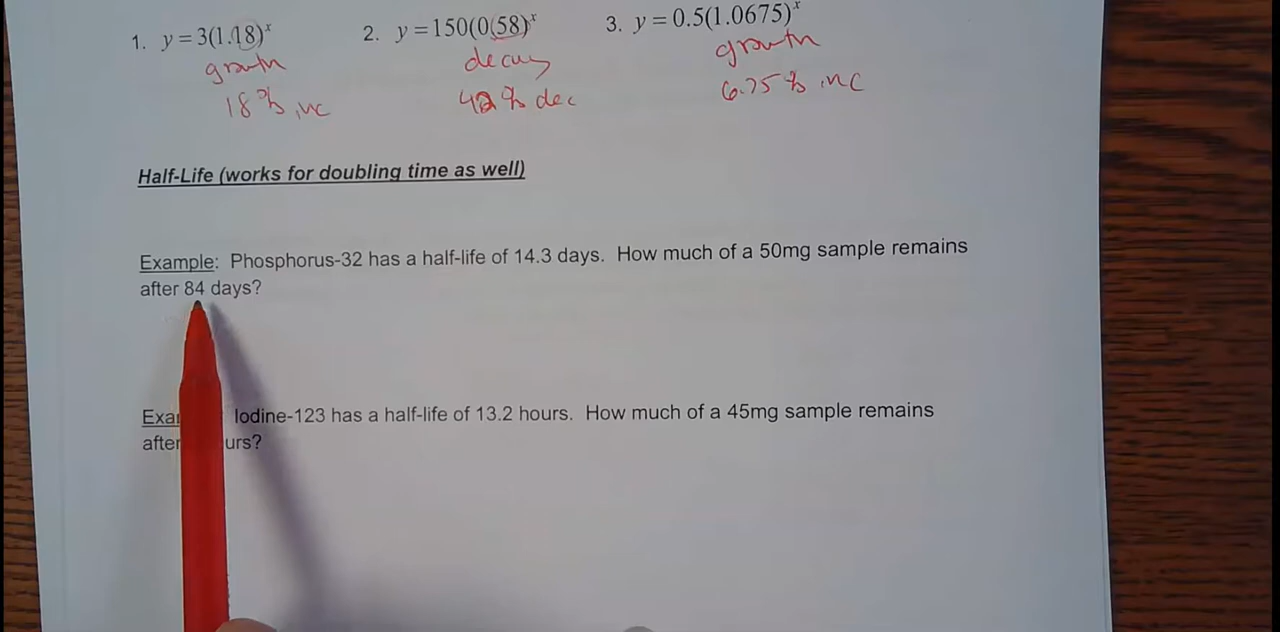 1. y = 3(1.18)^x 2. y = 150(0.58)^x 3. y = 0.5(1.0675)^x
growth decay growth
18% inc 42% dec 6.75% inc
Half-Life (works for doubling time as well)
Example: Phosphorus-32 has a half-life of 14.3 days. How much of a 50mg sample remains
after 84 days?
Iodine-123 has a half-life of 13.2 hours. How much of a 45mg sample remains
after